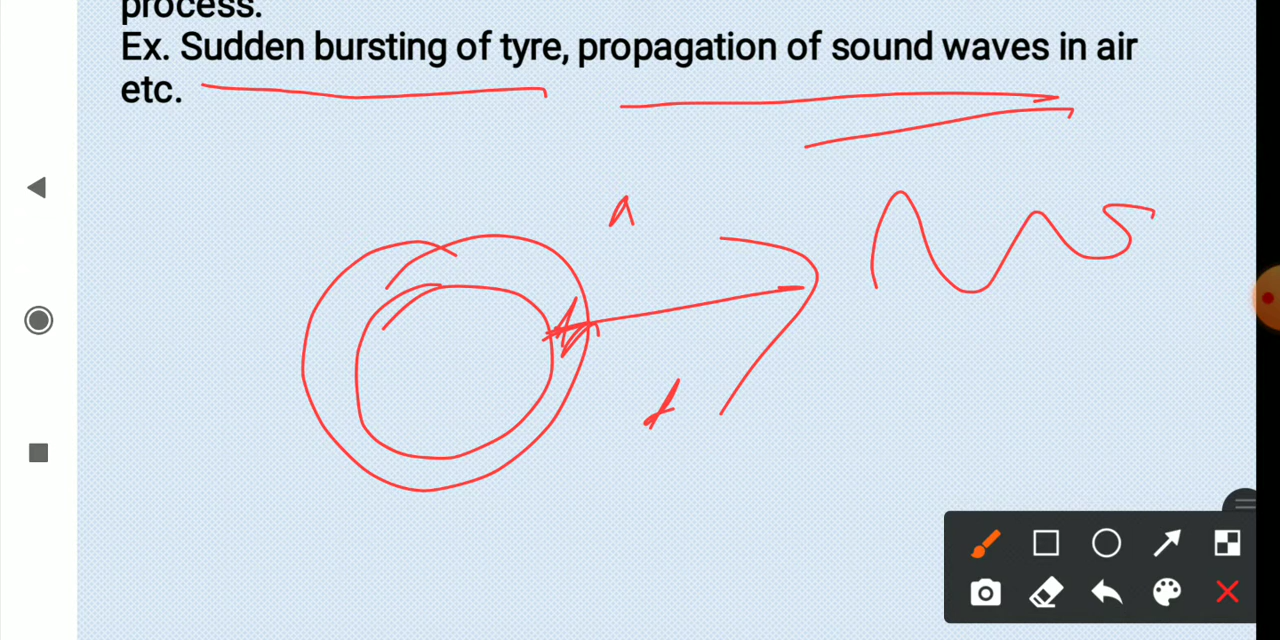 process.
Ex. Sudden bursting of tyre, propagation of sound waves in air
etc.